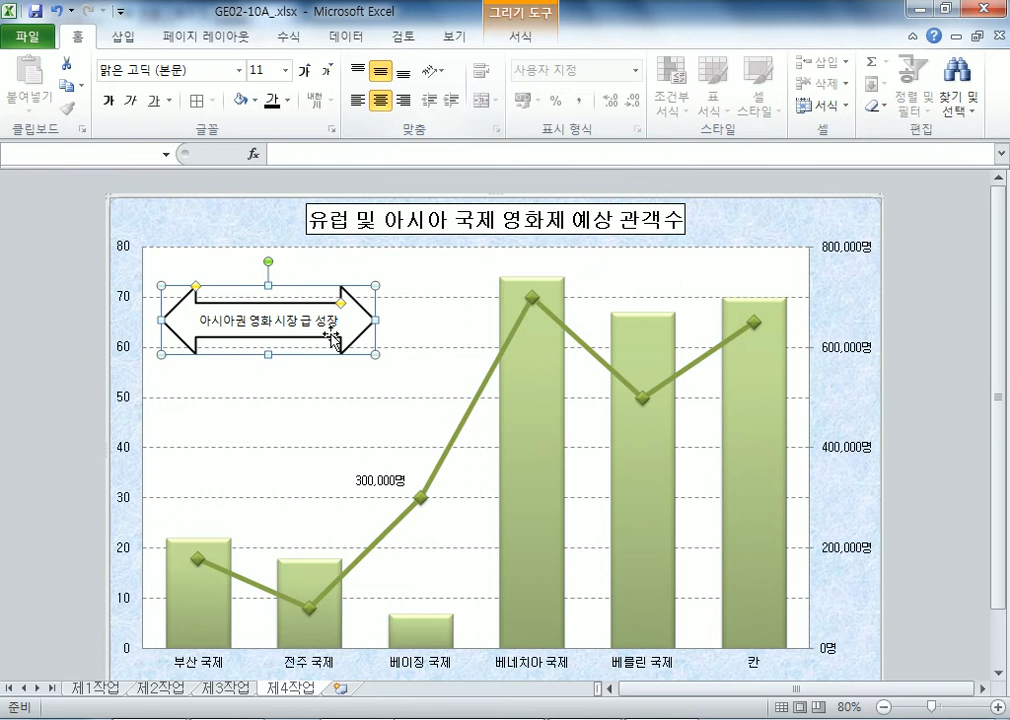 GE02-10A_.xlsx - Microsoft Excel
그리기 도구
파일 홈 삽입 페이지 레이아웃 수식 데이터 검토 보기 서식
붙여넣기
클립보드
맑은 고딕 (본문) 11 가 가
가 가 가 가 내천
글꼴
맞춤
사용자 지정
% ,
표시 형식
조건부 서식
표 서식
셀 스타일
스타일
삽입
삭제
서식
셀
Σ
정렬 및 필터
찾기 및 선택
편집
fx
유럽 및 아시아 국제 영화제 예상 관객수
80 800,000명
70
아시아권 영화 시장 급 성장
60 600,000명
50
40 400,000명
300,000명
30
20 200,000명
10
0 0명
부산 국제 전주 국제 베이징 국제 베네치아 국제 베를린 국제 칸
제1작업 제2작업 제3작업 제4작업
준비 80%